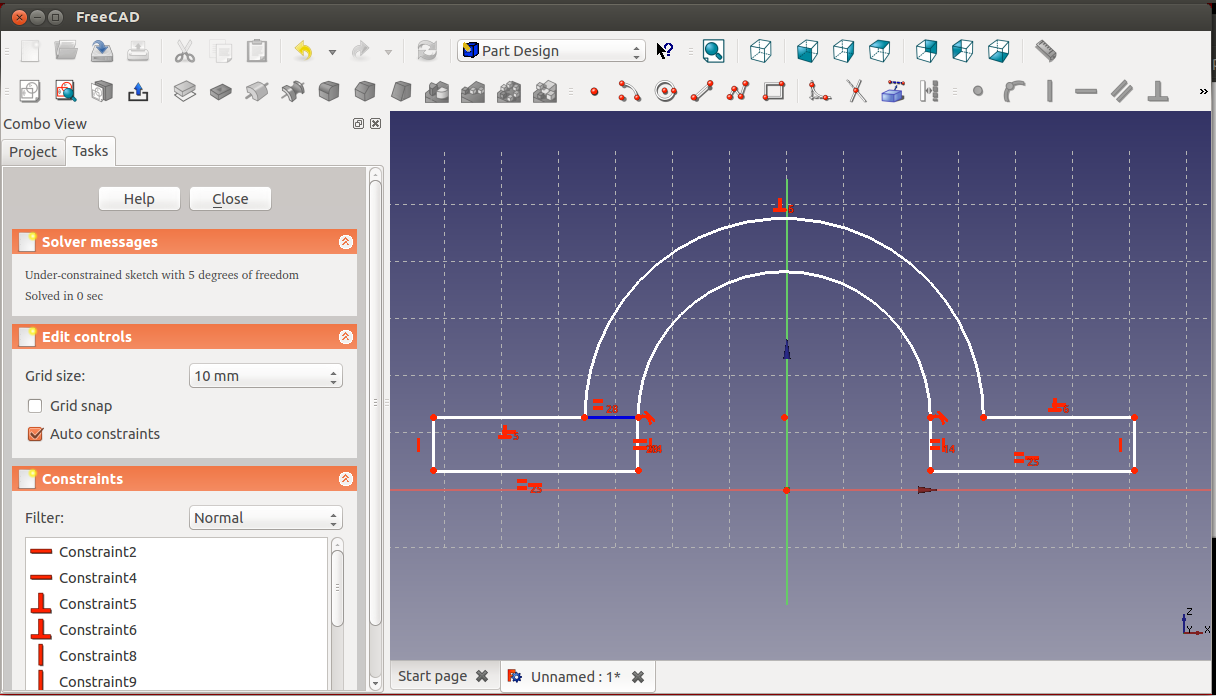 FreeCAD
Part Design
Combo View
Project
Tasks
Help
Close
Solver messages
Under-constrained sketch with 5 degrees of freedom
Solved in 0 sec
Edit controls
Grid size:
10 mm
Grid snap
Auto constraints
Constraints
Filter:
Normal
Constraint2
Constraint4
Constraint5
Constraint6
Constraint8
Constraint9
Z
Y X
Start page
Unnamed : 1*